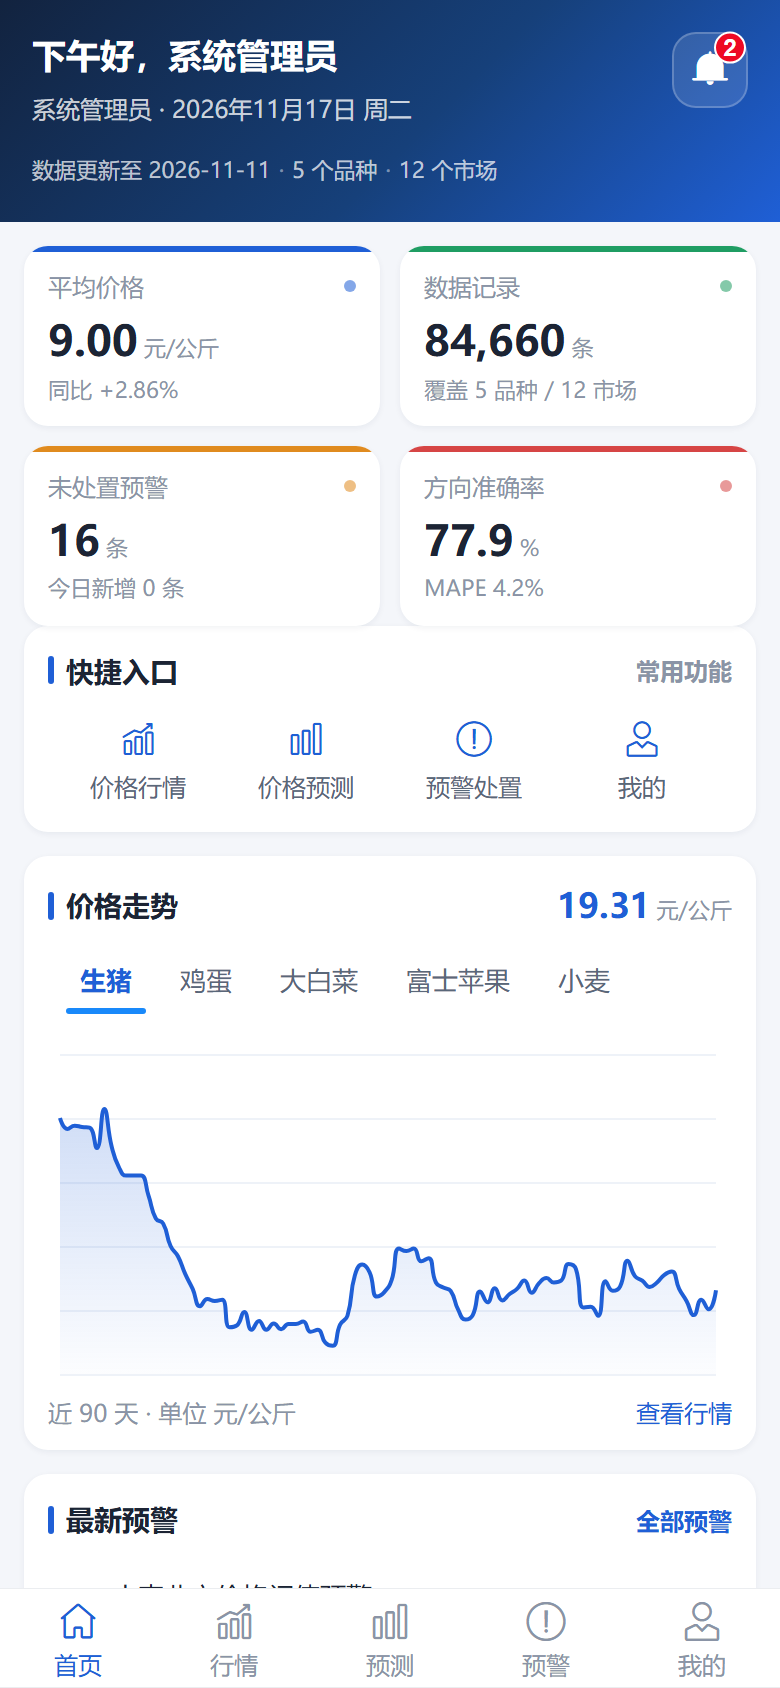 下午好，系统管理员
2
系统管理员 · 2026年11月17日 周二
数据更新至 2026-11-11 · 5 个品种 · 12 个市场
平均价格
9.00 元/公斤
同比 +2.86%
数据记录
84,660 条
覆盖 5 品种 / 12 市场
未处置预警
16 条
今日新增 0 条
方向准确率
77.9 %
MAPE 4.2%
快捷入口
常用功能
价格行情
价格预测
预警处置
我的
价格走势
19.31 元/公斤
生猪 鸡蛋 大白菜 富士苹果 小麦
近 90 天 · 单位 元/公斤
查看行情
最新预警
全部预警
首页
行情
预测
预警
我的